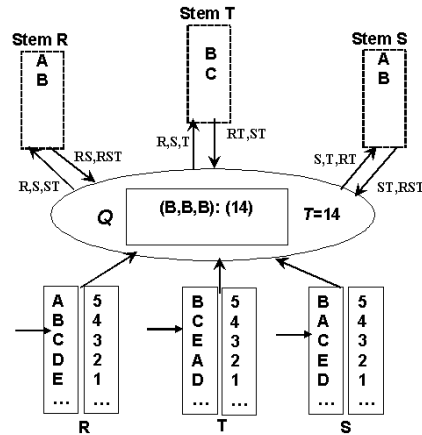 Stem R
Stem T
Stem S
A
B
B
C
A
B
RS,RST
R,S,ST
R,S,T
RT,ST
S,T,RT
ST,RST
Q
(B,B,B): (14)
T=14
A 5
B 4
C 3
D 2
E 1
... ...
R
B 5
C 4
E 3
A 2
D 1
... ...
T
B 5
A 4
C 3
E 2
D 1
... ...
S